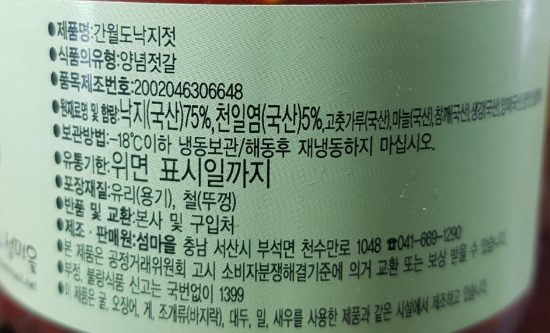 ●제품명:간월도낙지젓
●식품의유형:양념젓갈
●품목제조번호:2002046306648
●원재료명 및 함량:낙지(국산)75%,천일염(국산)5%,고춧가루(국산),마늘(국산),참깨(국산),생강(국산),
●보관방법:-18℃이하 냉동보관/해동후 재냉동하지 마십시오.
●유통기한:위면 표시일까지
●포장재질:유리(용기), 철(뚜껑)
●반품 및 교환:본사 및 구입처
●제조·판매원:섬마을 충남 서산시 부석면 천수만로 1048 ☎041-669-1290
●본 제품은 공정거래위원회 고시 소비자분쟁해결기준에 의거 교환 또는 보상 받을 수 있습니다.
●부정, 불량식품 신고는 국번없이 1399
●이 제품은 굴, 오징어, 게, 조개류(바지락), 대두, 밀, 새우를 사용한 제품과 같은 시설에서 제조하고 있습니다.
섬마을